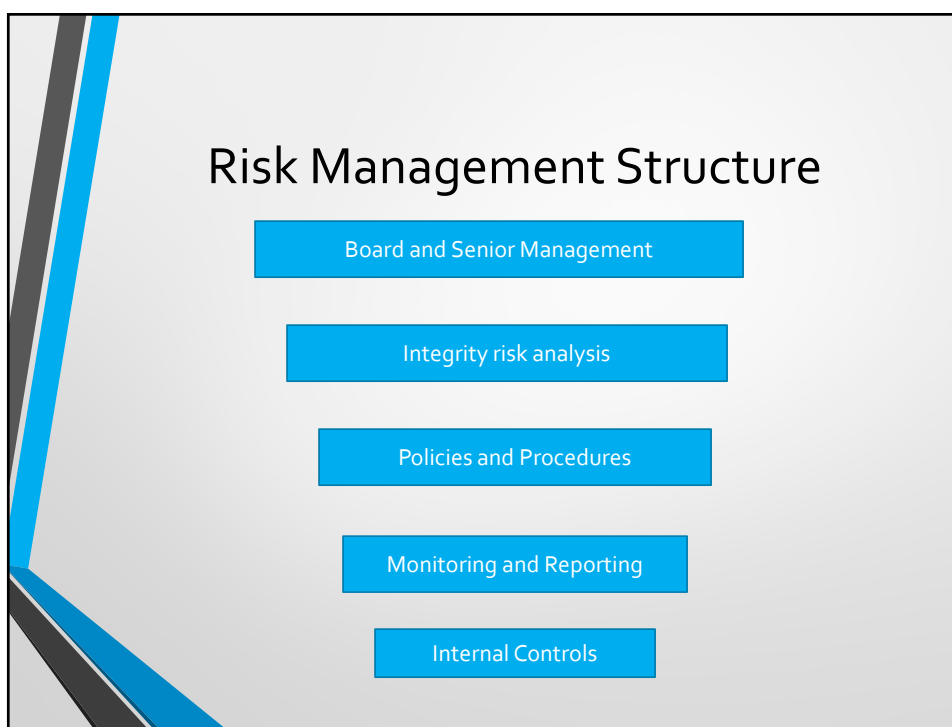 Risk Management Structure
Board and Senior Management
Integrity risk analysis
Policies and Procedures
Monitoring and Reporting
Internal Controls